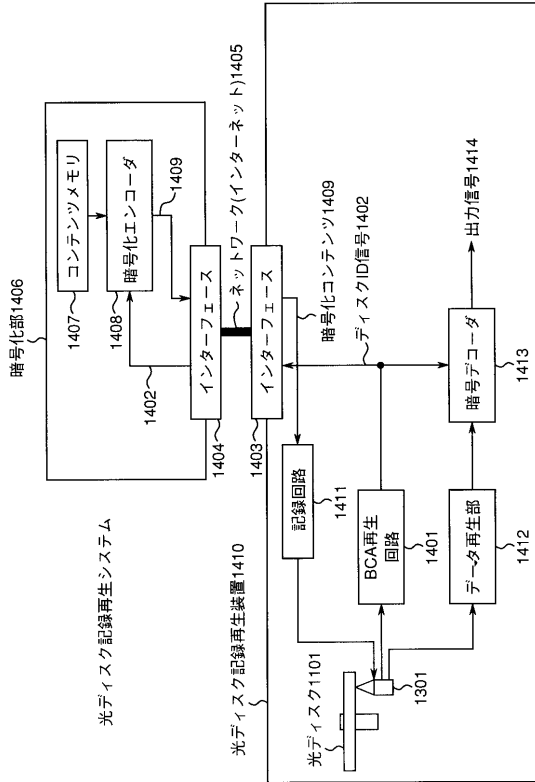 光ディスク記録再生システム
暗号化部1406
コンテンツメモリ
1407
暗号化エンコーダ
1408
1409
1402
インターフェース
1404
ネットワーク(インターネット)1405
光ディスク記録再生装置1410
インターフェース
1403
暗号化コンテンツ1409
ディスクID信号1402
記録回路
1411
光ディスク1101
1301
BCA再生
回路
1401
データ再生部
1412
暗号デコーダ
1413
出力信号1414